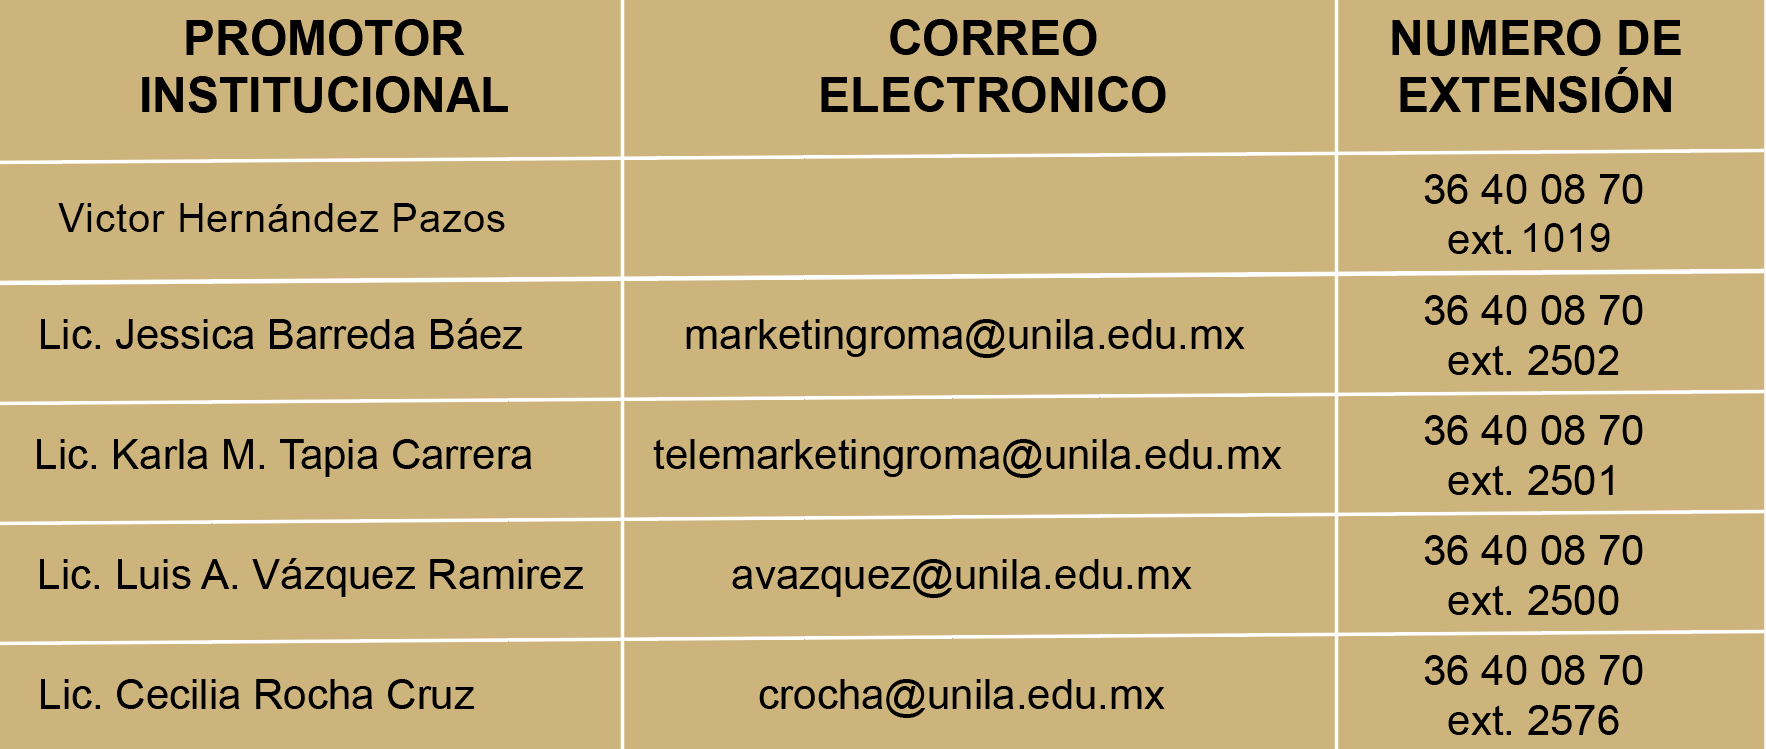 PROMOTOR
INSTITUCIONAL
CORREO
ELECTRONICO
NUMERO DE
EXTENSIÓN
Victor Hernández Pazos
36 40 08 70
ext. 1019
Lic. Jessica Barreda Báez
marketingroma@unila.edu.mx
36 40 08 70
ext. 2502
Lic. Karla M. Tapia Carrera
telemarketingroma@unila.edu.mx
36 40 08 70
ext. 2501
Lic. Luis A. Vázquez Ramirez
avazquez@unila.edu.mx
36 40 08 70
ext. 2500
Lic. Cecilia Rocha Cruz
crocha@unila.edu.mx
36 40 08 70
ext. 2576